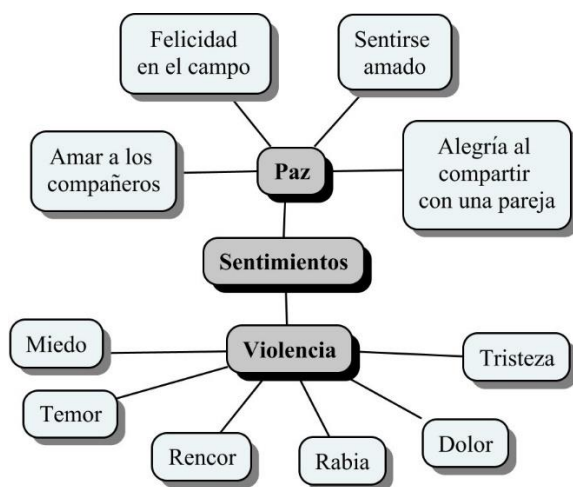 Felicidad
en el campo
Sentirse
amado
Amar a los
compañeros
Paz
Alegría al
compartir
con una pareja
Sentimientos
Miedo
Violencia
Tristeza
Temor
Rencor
Rabia
Dolor